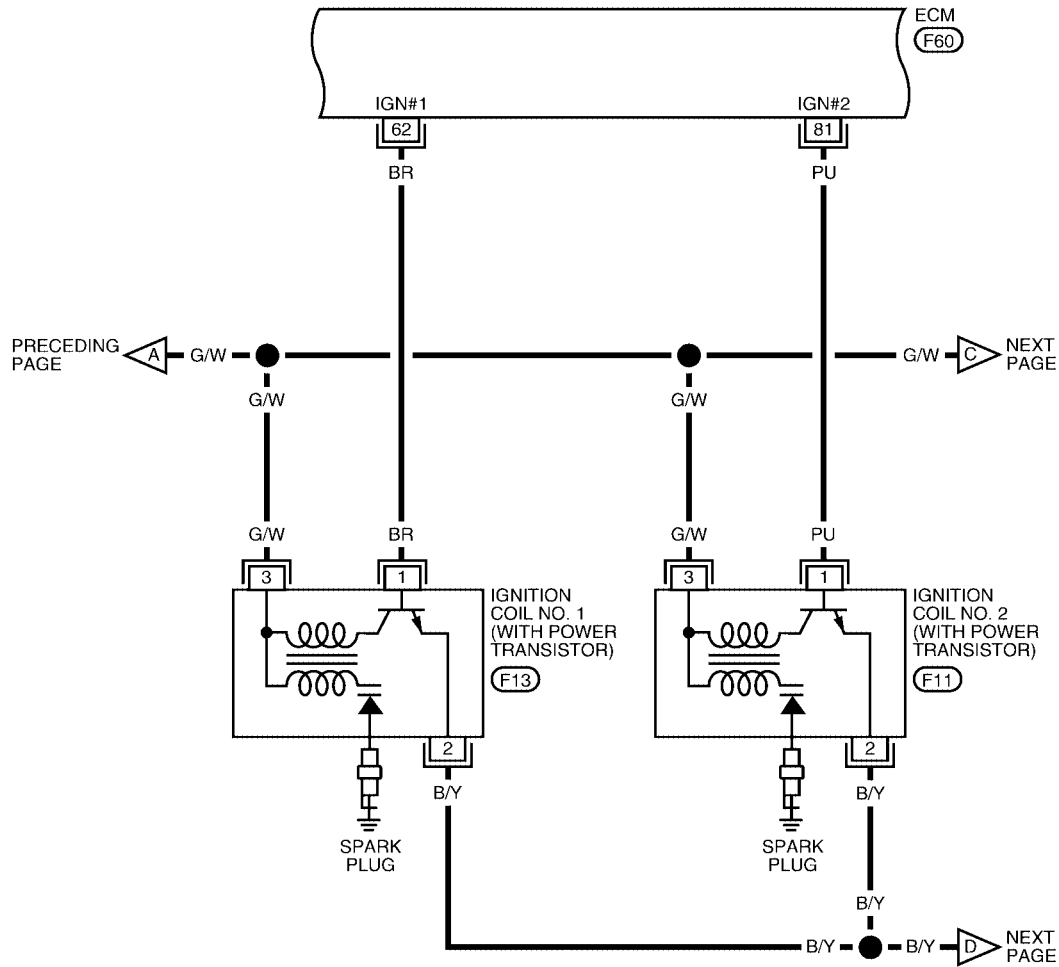 ECM
F60
IGN#1
IGN#2
62
81
BR
PU
PRECEDING
PAGE
A
G/W
G/W
C
NEXT
PAGE
G/W
G/W
G/W
BR
G/W
PU
3
1
3
1
IGNITION
COIL NO. 1
(WITH POWER
TRANSISTOR)
F13
IGNITION
COIL NO. 2
(WITH POWER
TRANSISTOR)
F11
2
2
B/Y
B/Y
SPARK
PLUG
SPARK
PLUG
B/Y
B/Y
B/Y
D
NEXT
PAGE